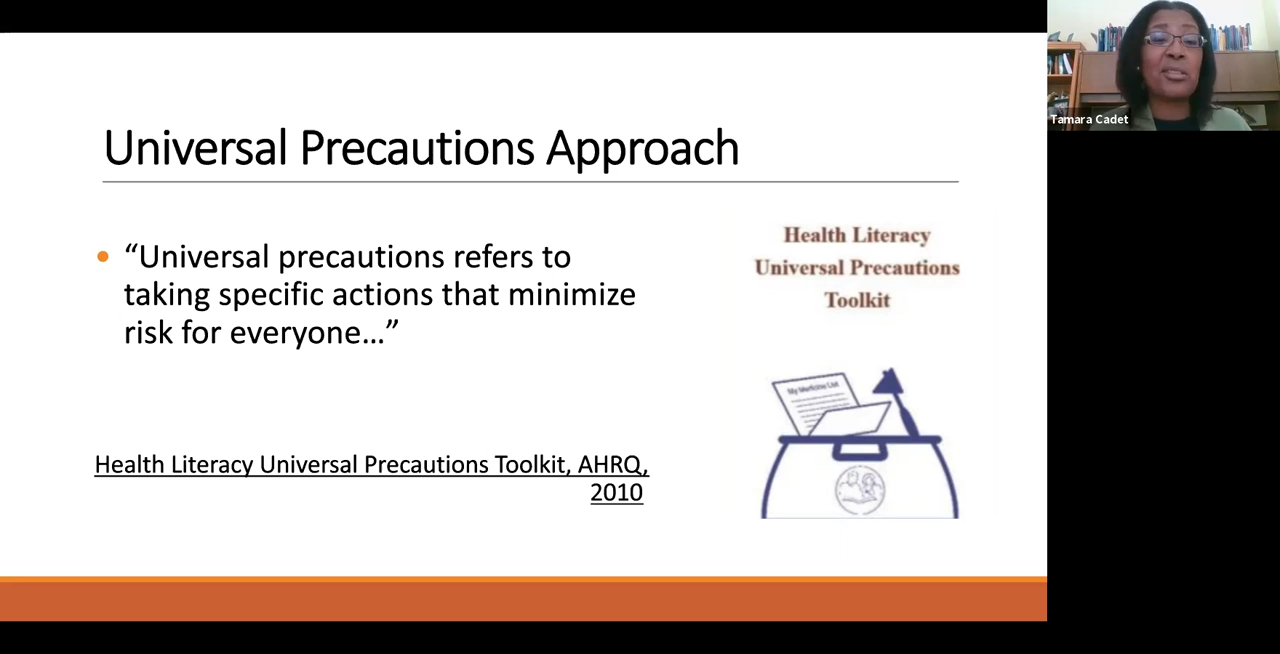 Universal Precautions Approach
• “Universal precautions refers to
taking specific actions that minimize
risk for everyone…”
Health Literacy Universal Precautions Toolkit, AHRQ,
2010
Health Literacy
Universal Precautions
Toolkit
My Medicine List
Tamara Cadet